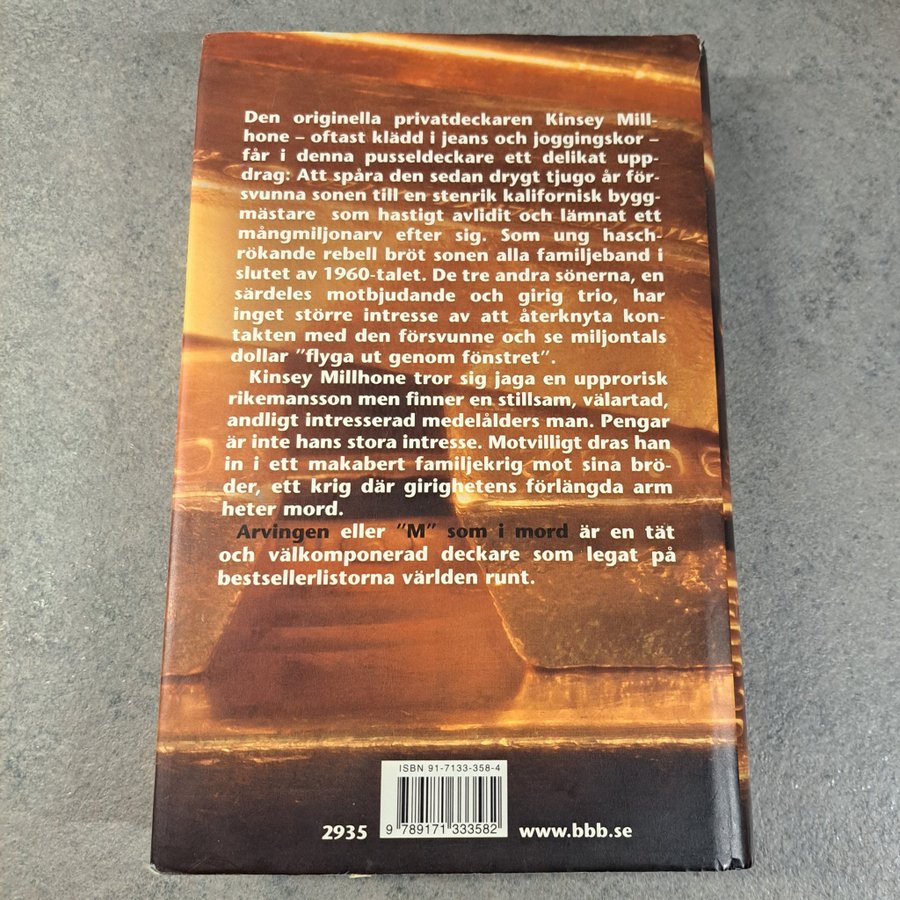 Den originella privatdeckaren Kinsey Mill-
hone – oftast klädd i jeans och joggingskor –
får i denna pusseldeckare ett delikat upp-
drag: Att spåra den sedan drygt tjugo år för-
svunna sonen till en stenrik kalifornisk bygg-
mästare som hastigt avlidit och lämnat ett
mångmiljonarv efter sig. Som ung hasch-
rökande rebell bröt sonen alla familjeband i
slutet av 1960-talet. De tre andra sönerna, en
särdeles motbjudande och girig trio, har
inget större intresse av att återknyta kon-
takten med den försvunne och se miljontals
dollar ”flyga ut genom fönstret”.
Kinsey Millhone tror sig jaga en upprorisk
rikemansson men finner en stillsam, välartad,
andligt intresserad medelålders man. Pengar
är inte hans stora intresse. Motvilligt dras han
in i ett makabert familjekrig mot sina brö-
der, ett krig där girighetens förlängda arm
heter mord.
Arvingen eller ”M” som i mord är en tät
och välkomponerad deckare som legat på
bestsellerlistorna världen runt.
ISBN 91-7133-358-4
9 789171 333582
2935
www.bbb.se